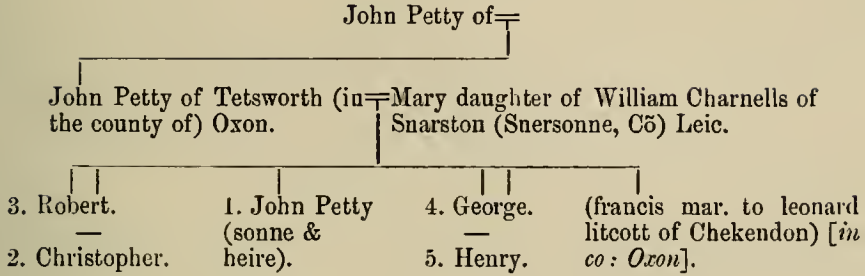 John Petty of=
John Petty of Tetsworth (in=Mary daughter of William Charnells of
the county of) Oxon. Snarston (Snersonne, Cõ) Leic.
3. Robert. 1. John Petty 4. George. (francis mar. to leonard
— (sonne & — litcott of Chekendon) [in
2. Christopher. heire). 5. Henry. co : Oxon].